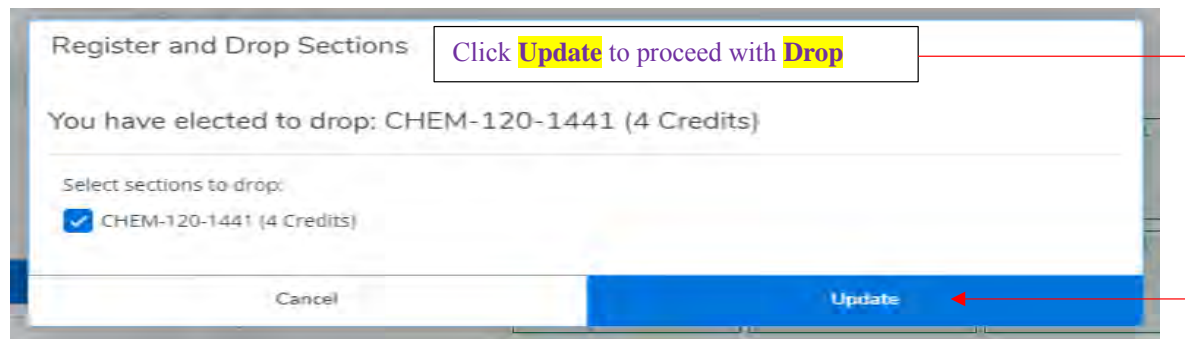 Register and Drop Sections
Click Update to proceed with Drop
You have elected to drop: CHEM-120-1441 (4 Credits)
Select sections to drop:
CHEM-120-1441 (4 Credits)
Cancel
Update